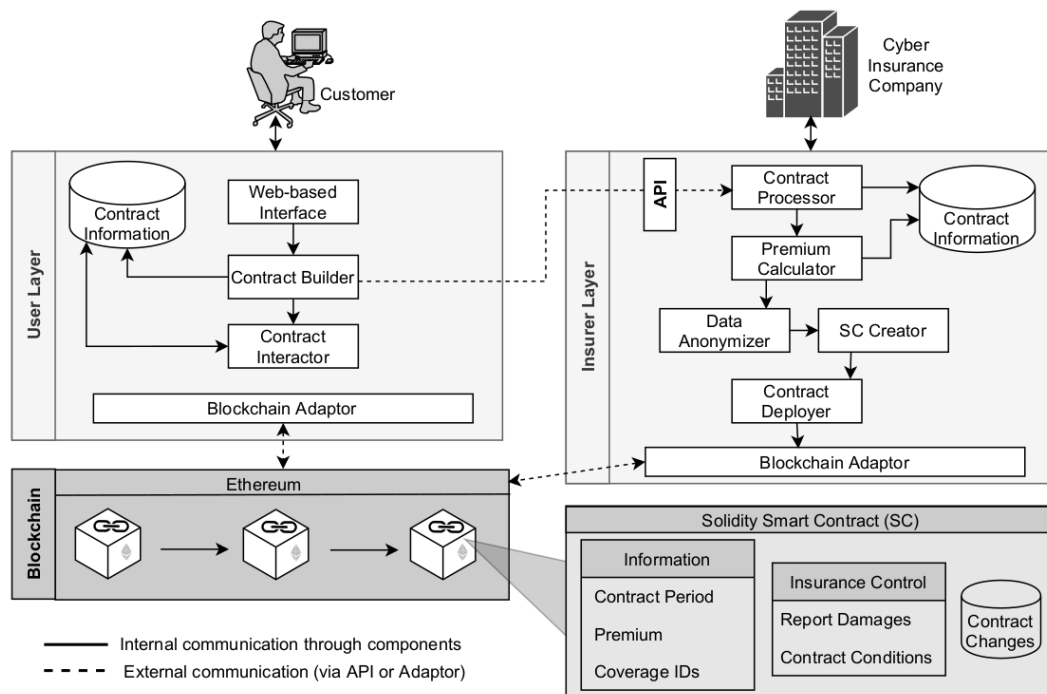 Customer
Cyber
Insurance
Company
User Layer
Contract
Information
Web-based
Interface
Contract Builder
Contract
Interactor
Blockchain Adaptor
Insurer Layer
API
Contract
Processor
Contract
Information
Premium
Calculator
Data
Anonymizer
SC Creator
Contract
Deployer
Blockchain Adaptor
Blockchain
Ethereum
Solidity Smart Contract (SC)
Information
Contract Period
Premium
Coverage IDs
Insurance Control
Report Damages
Contract Conditions
Contract
Changes
Internal communication through components
External communication (via API or Adaptor)